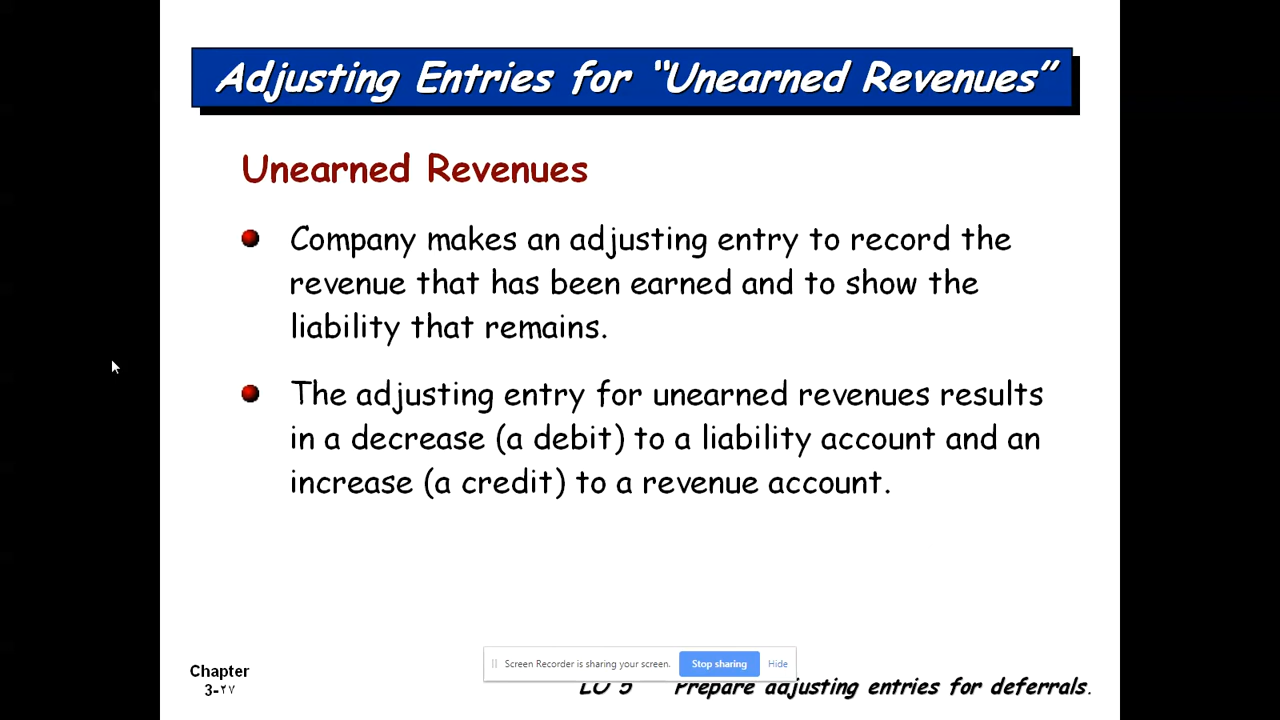 Adjusting Entries for “Unearned Revenues”
Unearned Revenues
Company makes an adjusting entry to record the
revenue that has been earned and to show the
liability that remains.
The adjusting entry for unearned revenues results
in a decrease (a debit) to a liability account and an
increase (a credit) to a revenue account.
Chapter
3-٢٧
Screen Recorder is sharing your screen. Stop sharing Hide
LO 5 Prepare adjusting entries for deferrals.